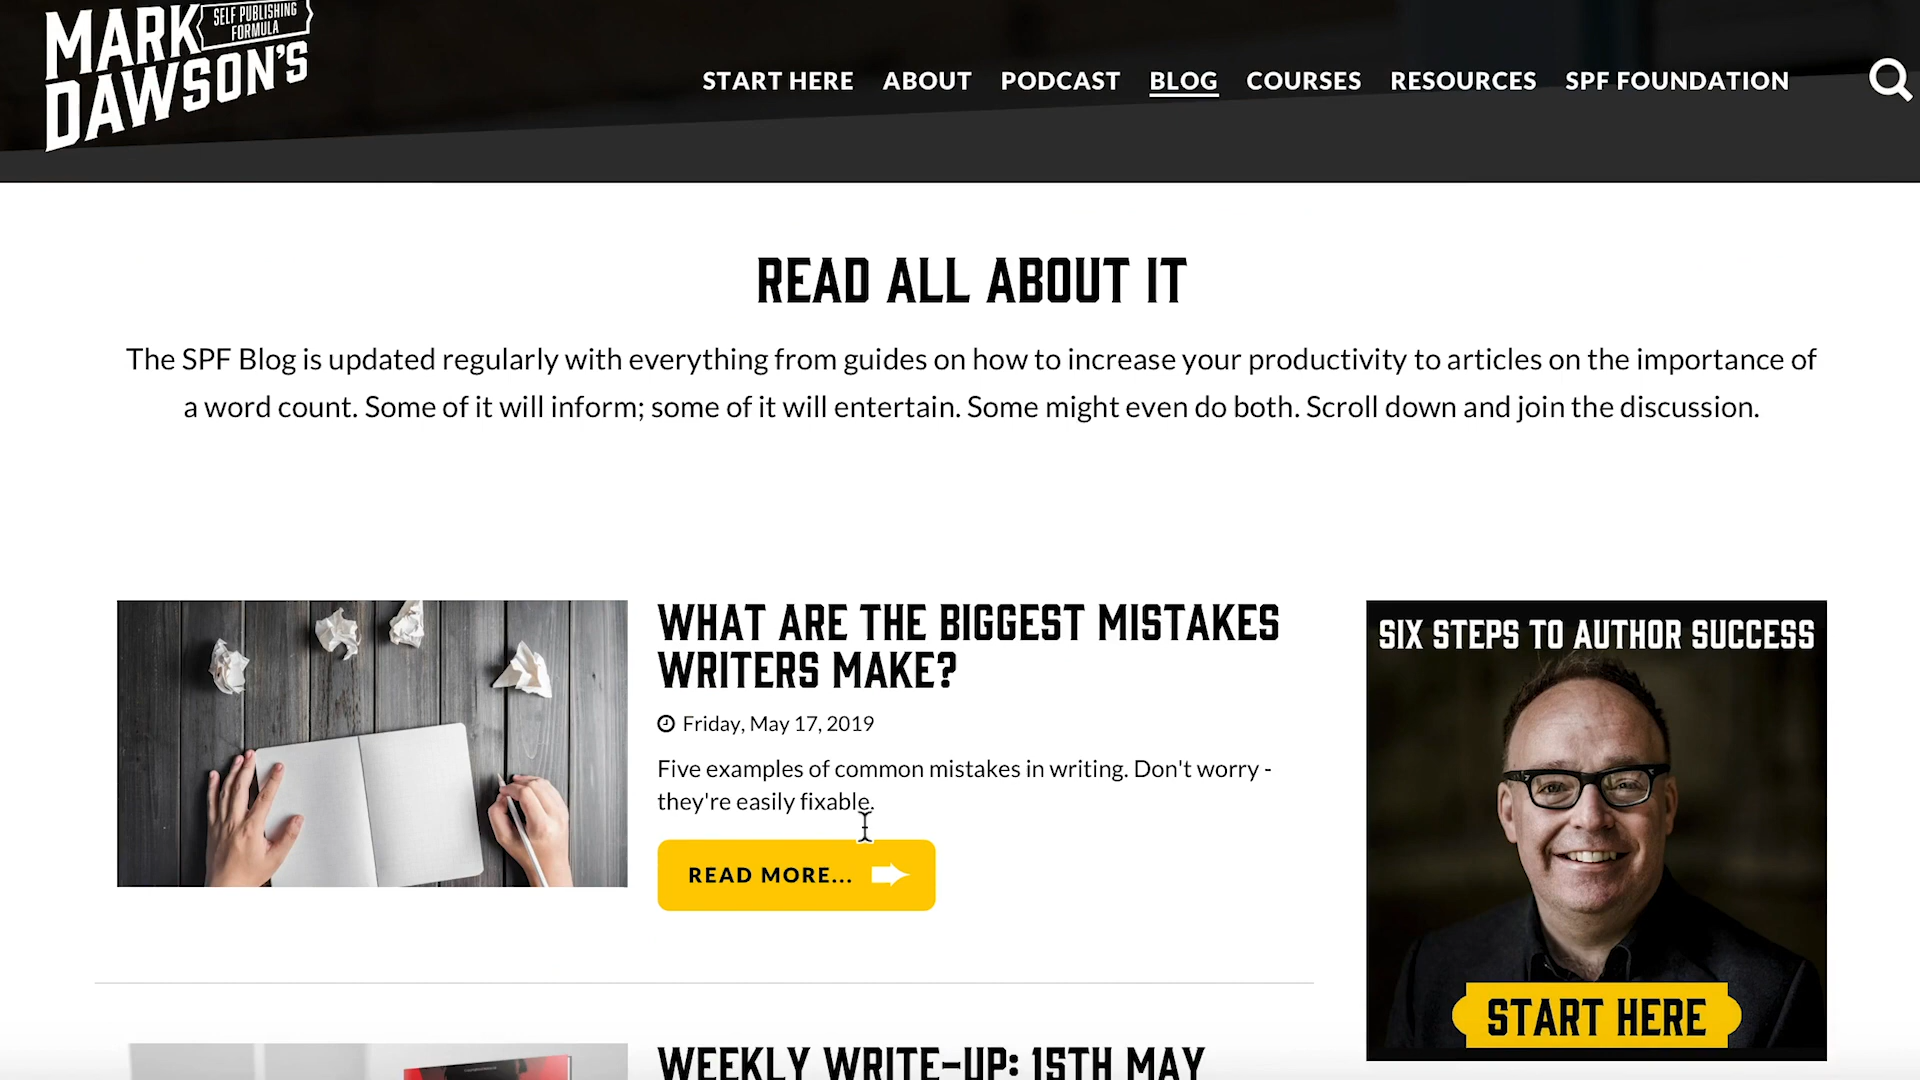 MARK
SELF PUBLISHING
FORMULA
DAWSON'S
START HERE ABOUT PODCAST BLOG COURSES RESOURCES SPF FOUNDATION
READ ALL ABOUT IT
The SPF Blog is updated regularly with everything from guides on how to increase your productivity to articles on the importance of
a word count. Some of it will inform; some of it will entertain. Some might even do both. Scroll down and join the discussion.
WHAT ARE THE BIGGEST MISTAKES
WRITERS MAKE?
Friday, May 17, 2019
Five examples of common mistakes in writing. Don't worry -
they're easily fixable.
READ MORE...
SIX STEPS TO AUTHOR SUCCESS
START HERE
WEEKLY WRITE-UP: 15TH MAY